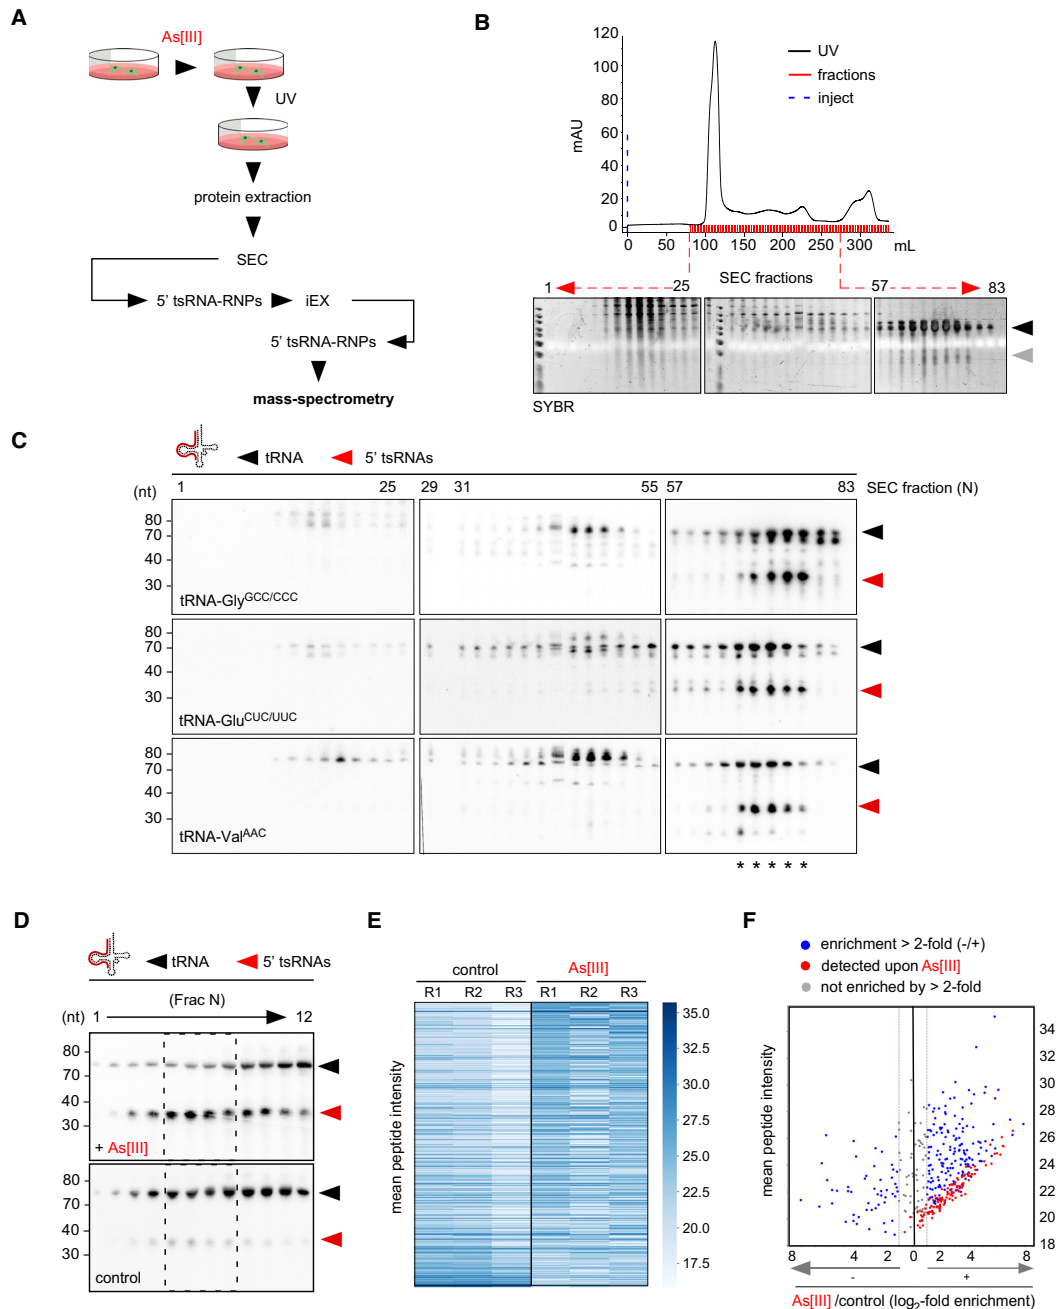 A
As[III]
UV
protein extraction
SEC
5' tsRNA-RNPs
iEX
5' tsRNA-RNPs
mass-spectrometry
B
mAU
120
100
80
60
40
20
0
UV
fractions
inject
0 50 100 150 200 250 300 mL
SEC fractions
1 25 57 83
SYBR
C
tRNA
5' tsRNAs
(nt)
1 25 29 31 55 57 83
SEC fraction (N)
80
70
40
30
tRNA-GlyGCC/CCC
80
70
40
30
tRNA-GluCUC/UUC
80
70
40
30
tRNA-ValAAC
* * * * *
D
tRNA
5' tsRNAs
(Frac N)
(nt) 1 12
80
70
40
30
+ As[III]
80
70
40
30
control
E
control As[III]
R1 R2 R3 R1 R2 R3
mean peptide intensity
35.0
32.5
30.0
27.5
25.0
22.5
20.0
17.5
F
enrichment > 2-fold (-/+)
detected upon As[III]
not enriched by > 2-fold
mean peptide intensity
34
32
30
28
26
24
22
20
18
8 4 2 0 2 4 8
- +
As[III] /control (log2-fold enrichment)